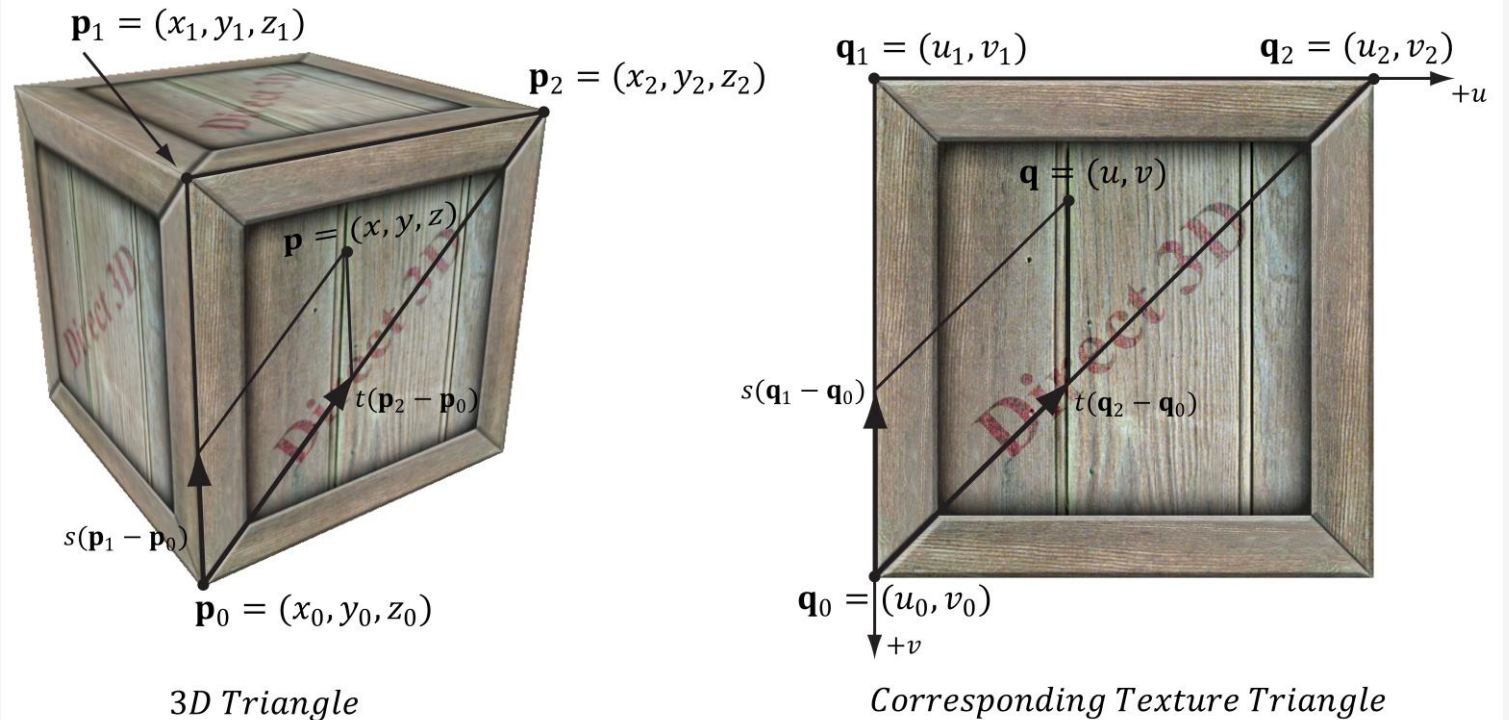 p₁ = (x₁, y₁, z₁)
p₂ = (x₂, y₂, z₂)
Direct 3D
p = (x, y, z)
Direct 3D
Direct 3D
t(p₂ − p₀)
s(p₁ − p₀)
p₀ = (x₀, y₀, z₀)
3D Triangle
q₁ = (u₁, v₁)
q₂ = (u₂, v₂)
+u
q = (u, v)
Direct 3D
s(q₁ − q₀)
t(q₂ − q₀)
q₀ = (u₀, v₀)
+v
Corresponding Texture Triangle